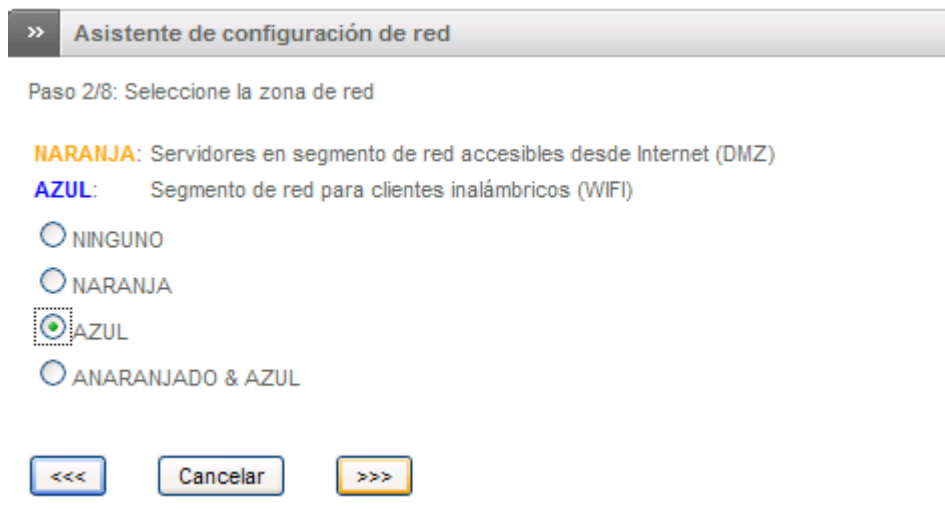 » Asistente de configuración de red
Paso 2/8: Seleccione la zona de red
NARANJA: Servidores en segmento de red accesibles desde Internet (DMZ)
AZUL: Segmento de red para clientes inalámbricos (WIFI)
NINGUNO
NARANJA
AZUL
ANARANJADO & AZUL
<<< Cancelar >>>